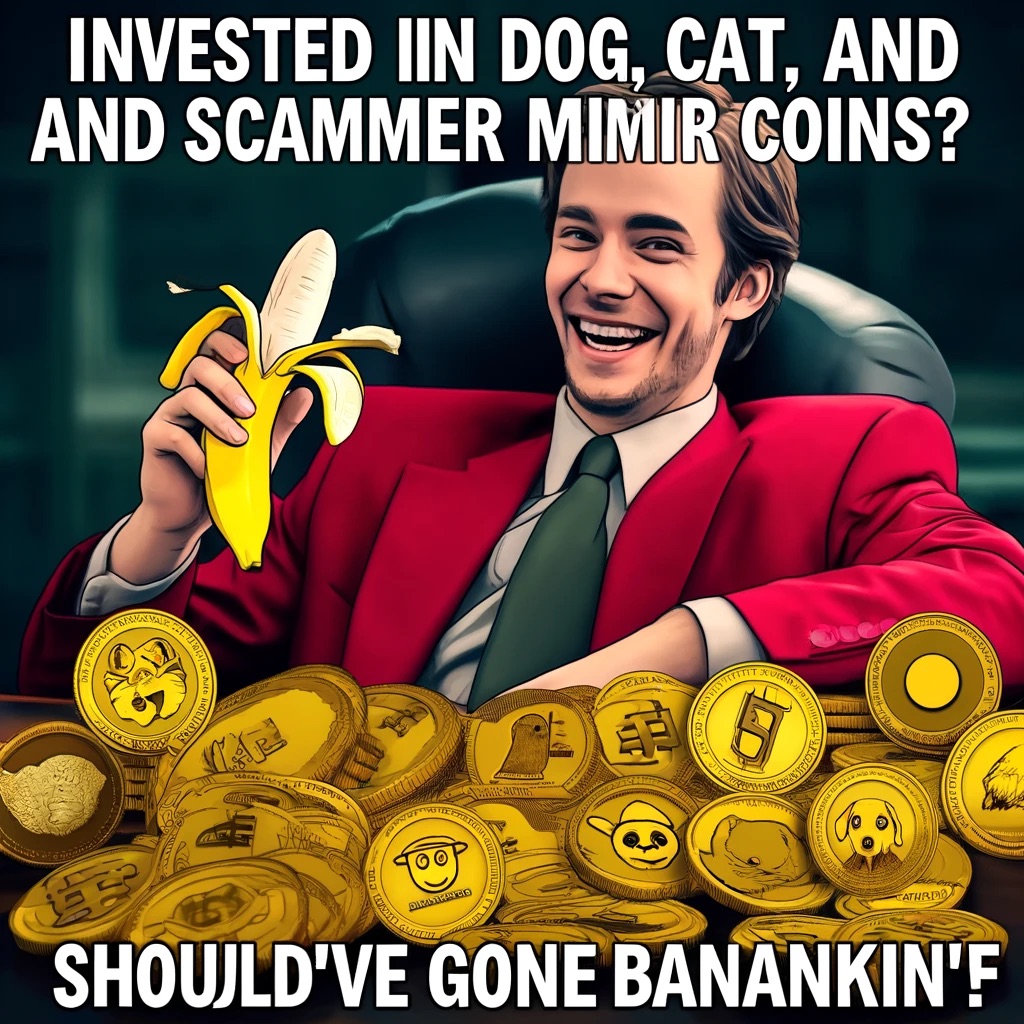 INVESTED IIN DOG, CAT, AND
AND SCAMMER MIMIR COINS?
SHOUJLD'VE GONE BANANKIN'!F